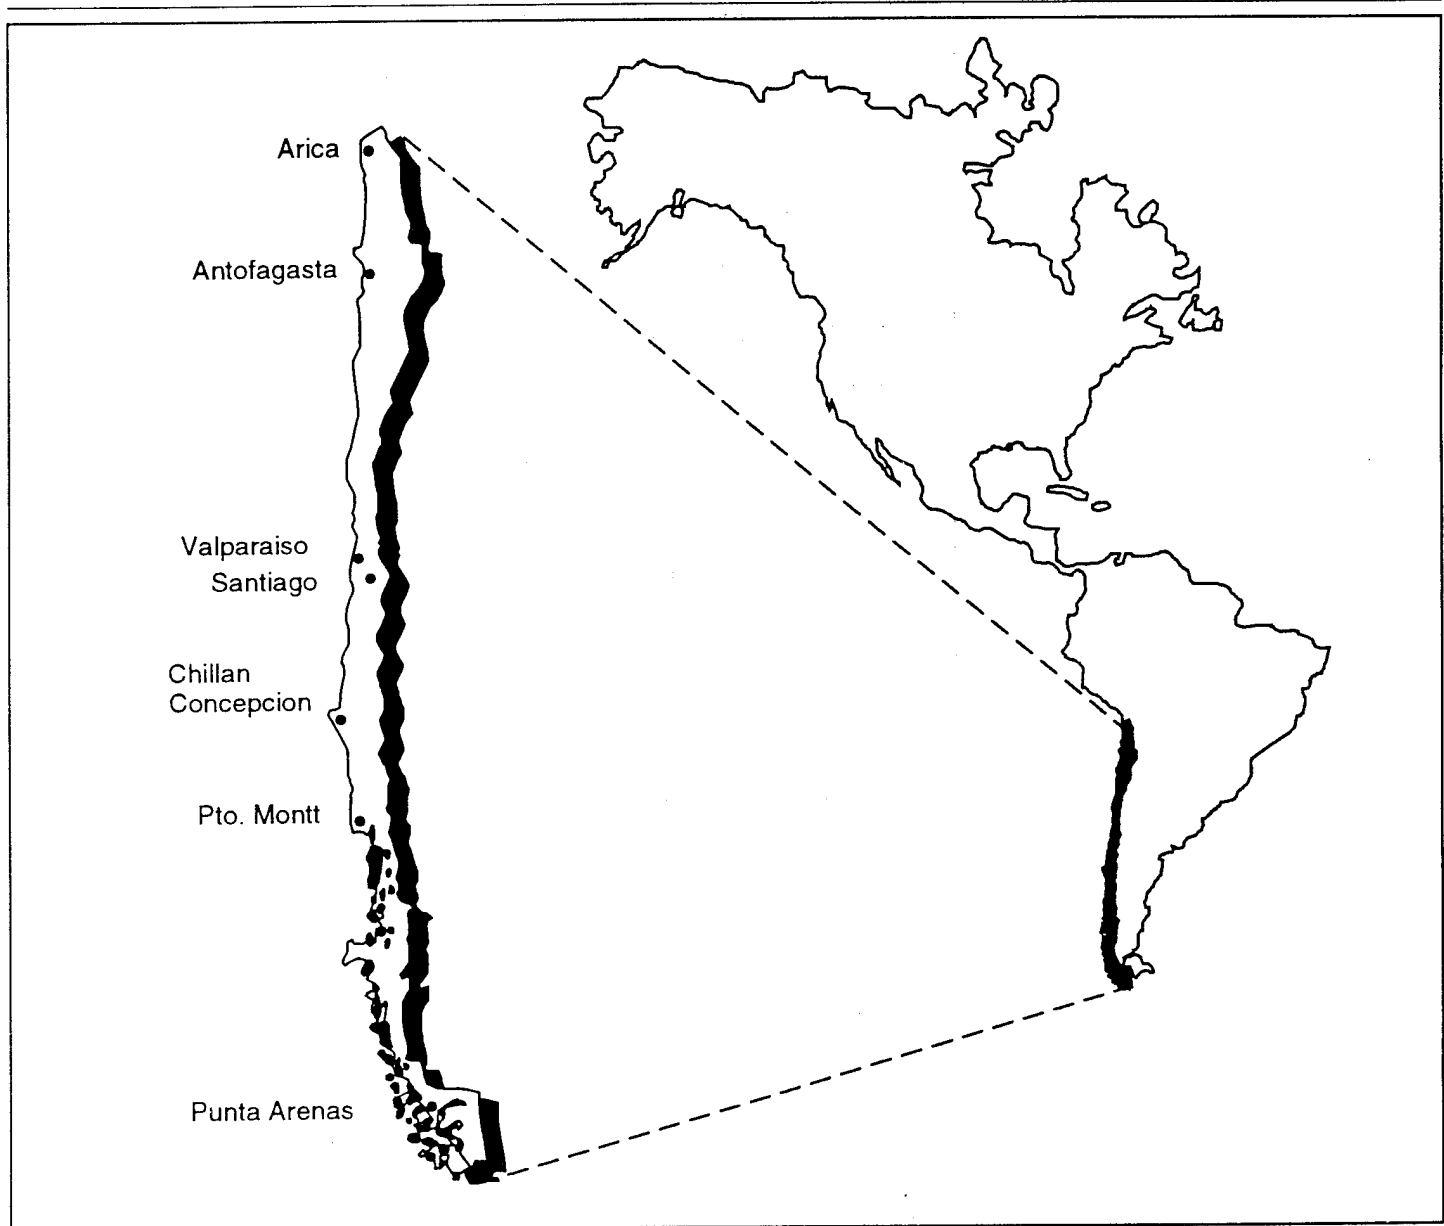 Arica
Antofagasta
Valparaiso
Santiago
Chillan
Concepcion
Pto. Montt
Punta Arenas